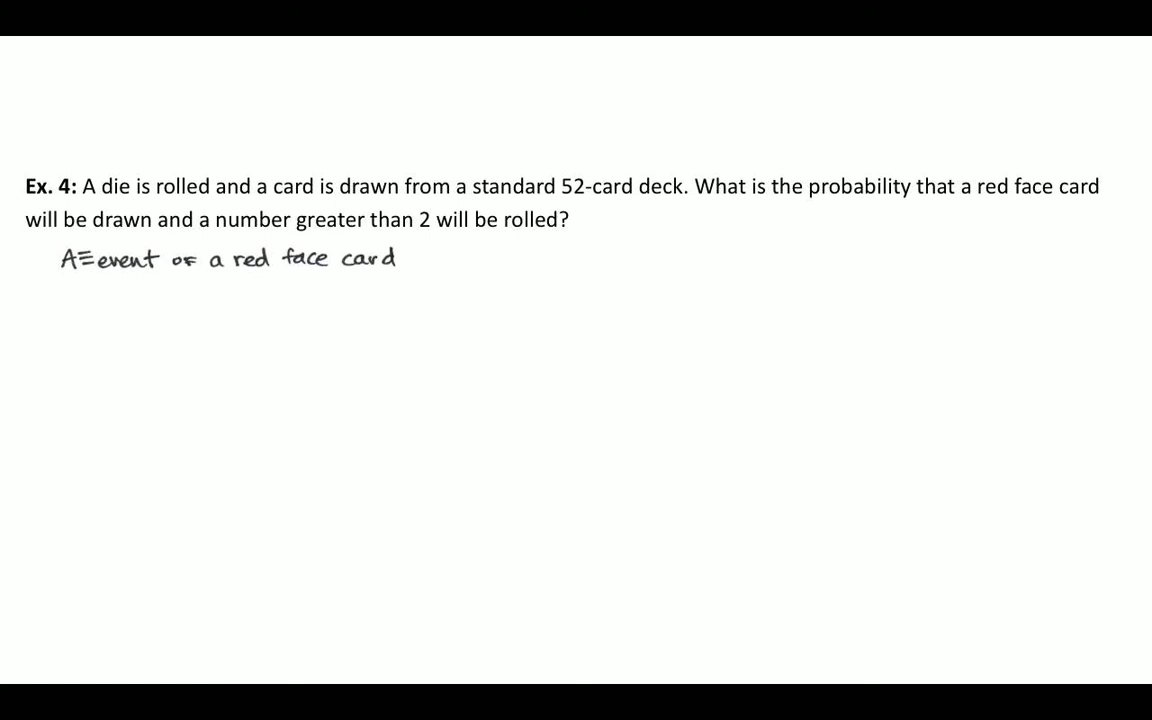 Ex. 4: A die is rolled and a card is drawn from a standard 52-card deck. What is the probability that a red face card
will be drawn and a number greater than 2 will be rolled?
A≡event of a red face card